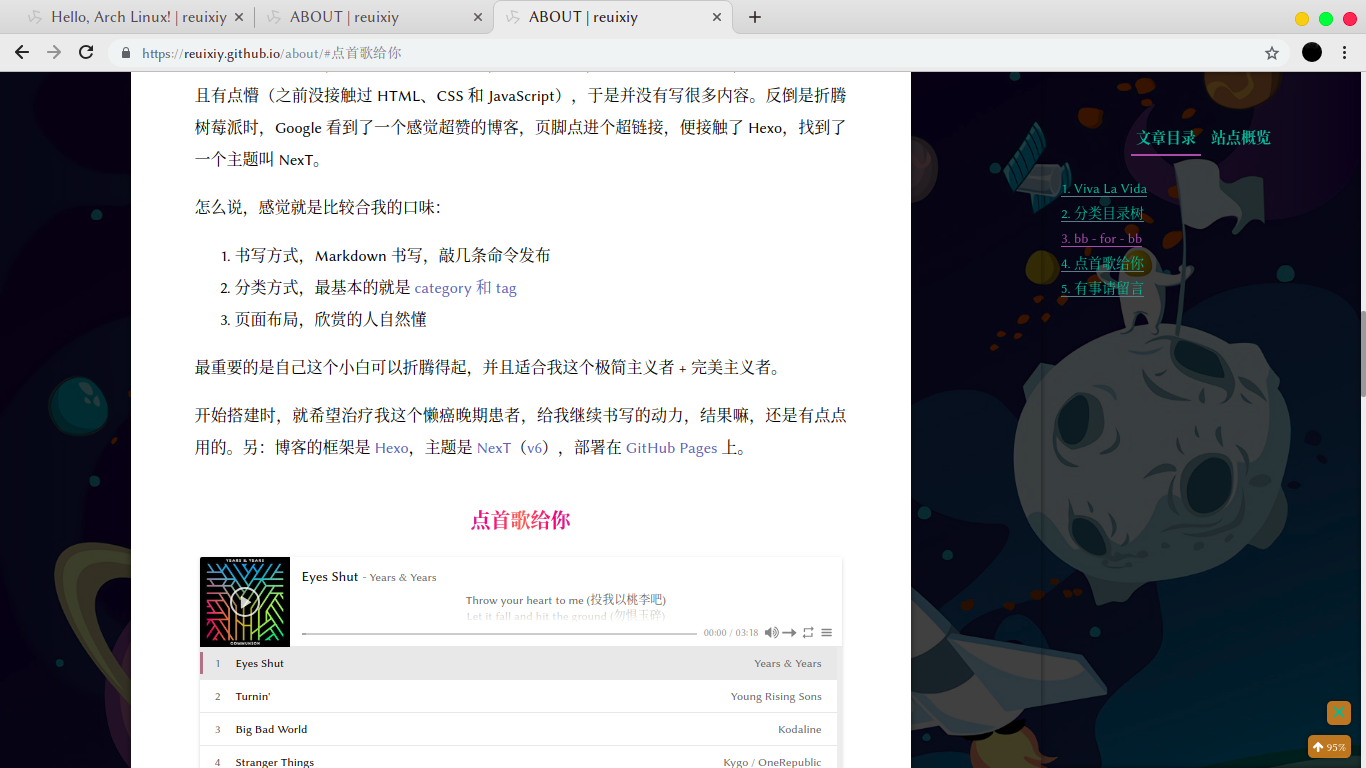 Hello, Arch Linux! | reuixiy
ABOUT | reuixiy
ABOUT | reuixiy
https://reuixiy.github.io/about/#点首歌给你
且有点懵（之前没接触过 HTML、CSS 和 JavaScript），于是并没有写很多内容。反倒是折腾
树莓派时，Google 看到了一个感觉超赞的博客，页脚点进个超链接，便接触了 Hexo，找到了
一个主题叫 NexT。
怎么说，感觉就是比较合我的口味：
1. 书写方式，Markdown 书写，敲几条命令发布
2. 分类方式，最基本的就是 category 和 tag
3. 页面布局，欣赏的人自然懂
最重要的是自己这个小白可以折腾得起，并且适合我这个极简主义者 + 完美主义者。
开始搭建时，就希望治疗我这个懒癌晚期患者，给我继续书写的动力，结果嘛，还是有点点
用的。另：博客的框架是 Hexo，主题是 NexT（v6），部署在 GitHub Pages 上。
点首歌给你
YEARS & YEARS
COMMUNION
Eyes Shut - Years & Years
Throw your heart to me (投我以桃李吧)
Let it fall and hit the ground (勿惧玉碎)
00:00 / 03:18
1 Eyes Shut Years & Years
2 Turnin' Young Rising Sons
3 Big Bad World Kodaline
4 Stranger Things Kygo / OneRepublic
文章目录 站点概览
1. Viva La Vida
2. 分类目录树
3. bb - for - bb
4. 点首歌给你
5. 有事请留言
95%